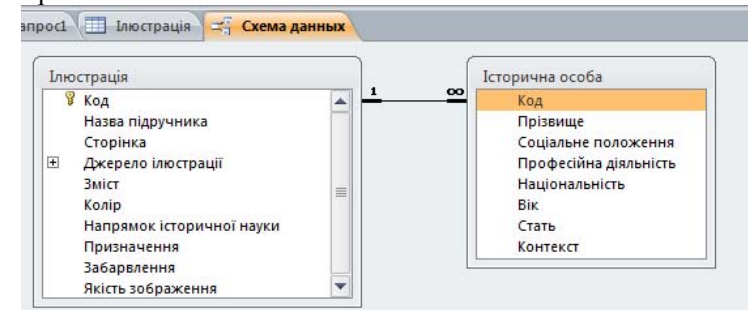 апрос1 Ілюстрація Схема данных
Ілюстрація
Код
Назва підручника
Сторінка
Джерело ілюстрації
Зміст
Колір
Напрямок історичної науки
Призначення
Забарвлення
Якість зображення
1 ∞
Історична особа
Код
Прізвище
Соціальне положення
Професійна діяльність
Національність
Вік
Стать
Контекст